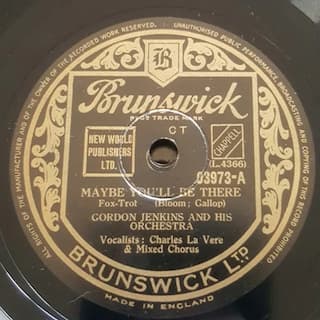 ALL RIGHTS OF THE RECORD MANUFACTURER AND OF THE OWNER OF THE RECORDED WORK RESERVED. UNAUTHORISED PUBLIC PERFORMANCE, BROADCASTING AND COPYING OF THIS RECORD PROHIBITED
B
Brunswick
REGD TRADE MARK
CT
NEW WORLD
PUBLISHERS
LTD.
CHAPPELL
(L.4366)
03973-A
MAYBE YOU'LL BE THERE
Fox-Trot (Bloom; Gallop)
GORDON JENKINS AND HIS
ORCHESTRA
Vocalists: Charles La Vere
& Mixed Chorus
BRUNSWICK LTD
MADE IN ENGLAND